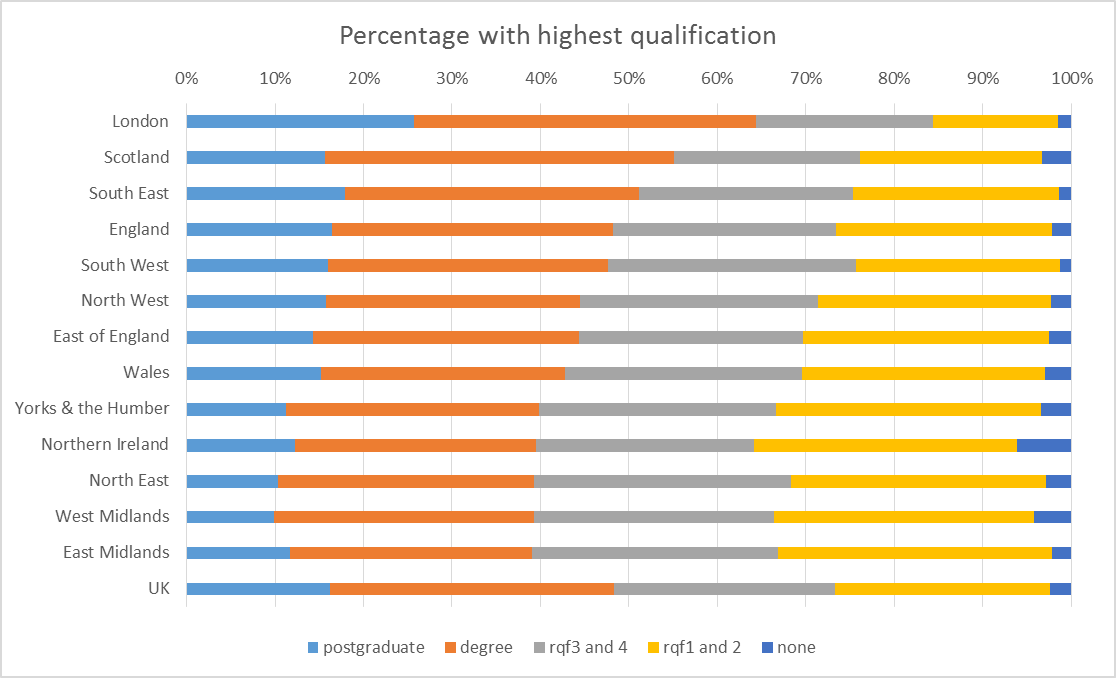 Percentage with highest qualification
0% 10% 20% 30% 40% 50% 60% 70% 80% 90% 100%
London
Scotland
South East
England
South West
North West
East of England
Wales
Yorks & the Humber
Northern Ireland
North East
West Midlands
East Midlands
UK
postgraduate degree rqf3 and 4 rqf1 and 2 none